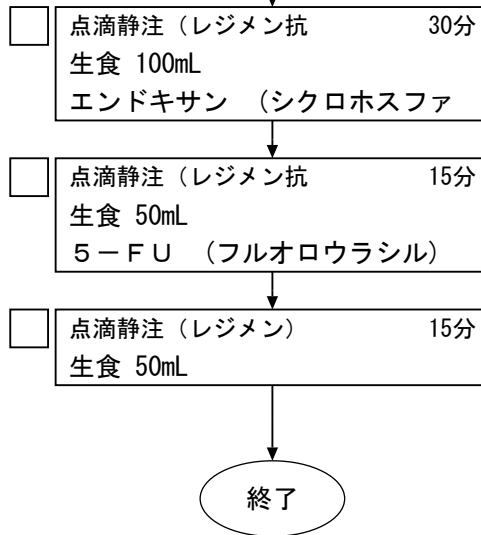 点滴静注（レジメン抗 30分
生食 100mL
エンドキサン （シクロホスファ
点滴静注（レジメン抗 15分
生食 50mL
５－ＦＵ （フルオロウラシル）
点滴静注（レジメン） 15分
生食 50mL
終了